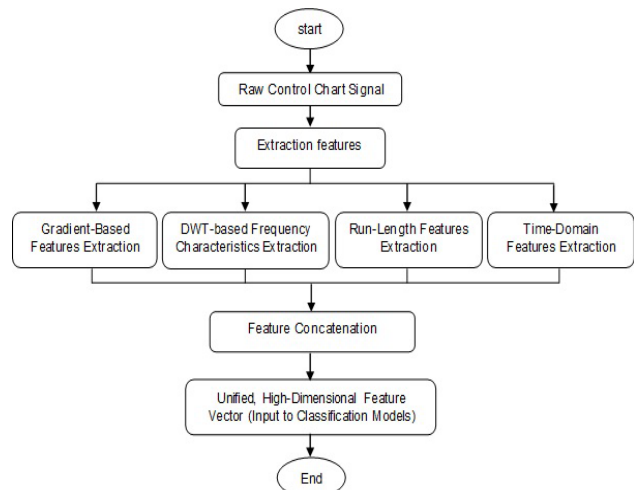 start
Raw Control Chart Signal
Extraction features
Gradient-Based
Features Extraction
DWT-based Frequency
Characteristics Extraction
Run-Length Features
Extraction
Time-Domain
Features Extraction
Feature Concatenation
Unified, High-Dimensional Feature
Vector (Input to Classification Models)
End